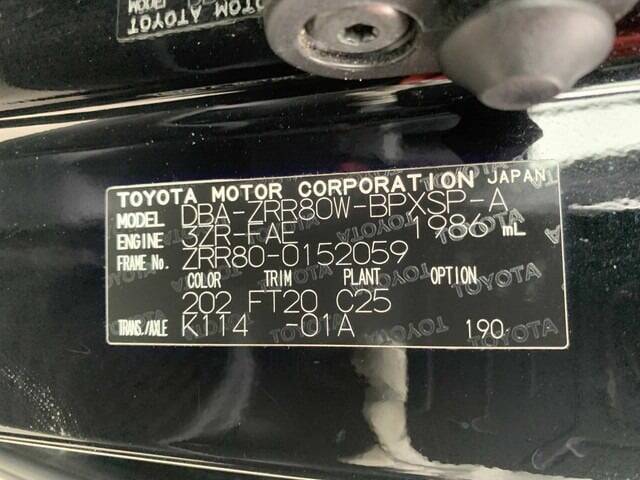 TOYOTA MOTOR CORPORATION JAPAN
MODEL DBA-ZRR80W-BPXSP-A
ENGINE 3ZR-FAE 1986 mL
FRAME No. ZRR80-0152059
COLOR TRIM PLANT OPTION
202 FT20 C25
TRANS./AXLE K114 -01A 190